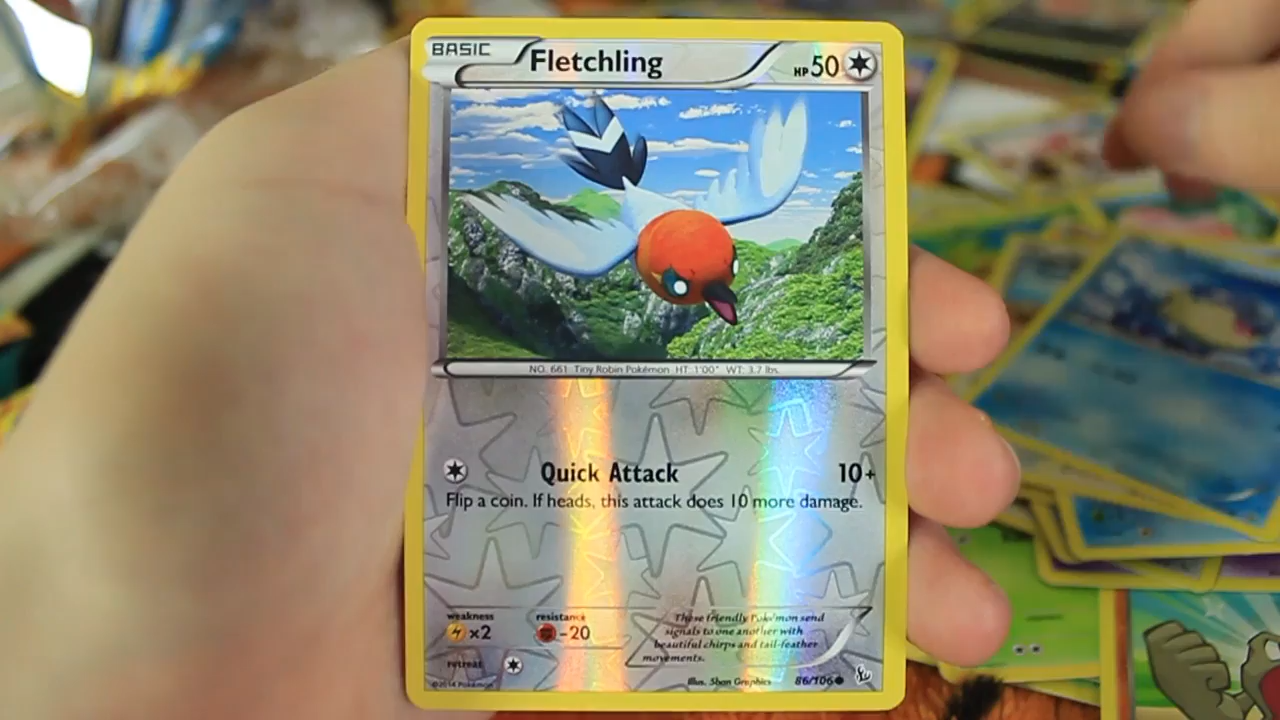 BASIC Fletchling HP50
NO. 661 Tiny Robin Pokémon HT: 1'00" WT: 3.7 lbs.
Quick Attack 10+
Flip a coin. If heads, this attack does 10 more damage.
weakness resistance
×2 -20
These friendly Pokémon send
signals to one another with
beautiful chirps and tail-feather
movements.
retreat
©2014 Pokémon Illus. 5ban Graphics 86/106